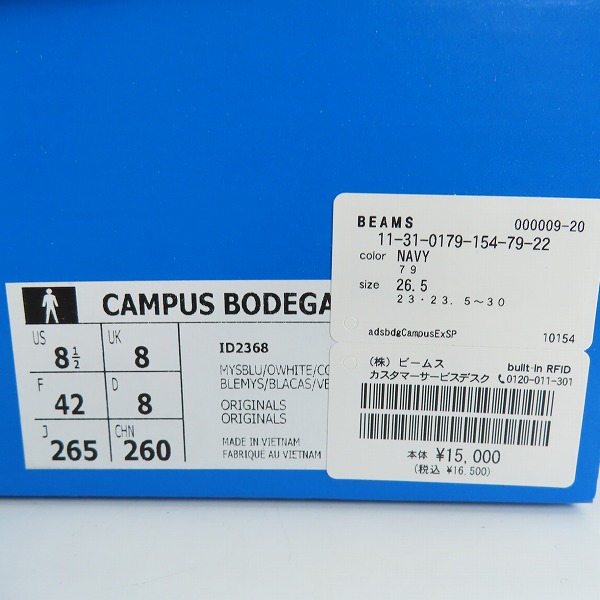 CAMPUS BODEGA
US 8 1/2
UK 8
F 42
D 8
J 265
CHN 260
ID2368
MYSBLU/OWHITE/CO
BLEMYS/BLACAS/VE
ORIGINALS
ORIGINALS
MADE IN VIETNAM
FABRIQUE AU VIETNAM
BEAMS 000009-20
11-31-0179-154-79-22
color NAVY
79
size 26.5
23・23.5~30
adsbdgCampusExSP 10154
(株)ビームス built-in RFID
カスタマーサービスデスク 0120-011-301
本体 ¥15,000
(税込 ¥16,500)